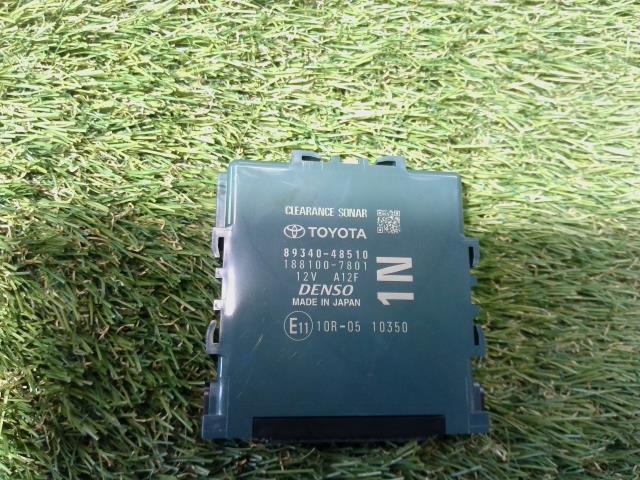 CLEARANCE SONAR
TOYOTA
89340-48510
188100-7801
12V A12F
DENSO
MADE IN JAPAN
1N
E11 10R-05 10350